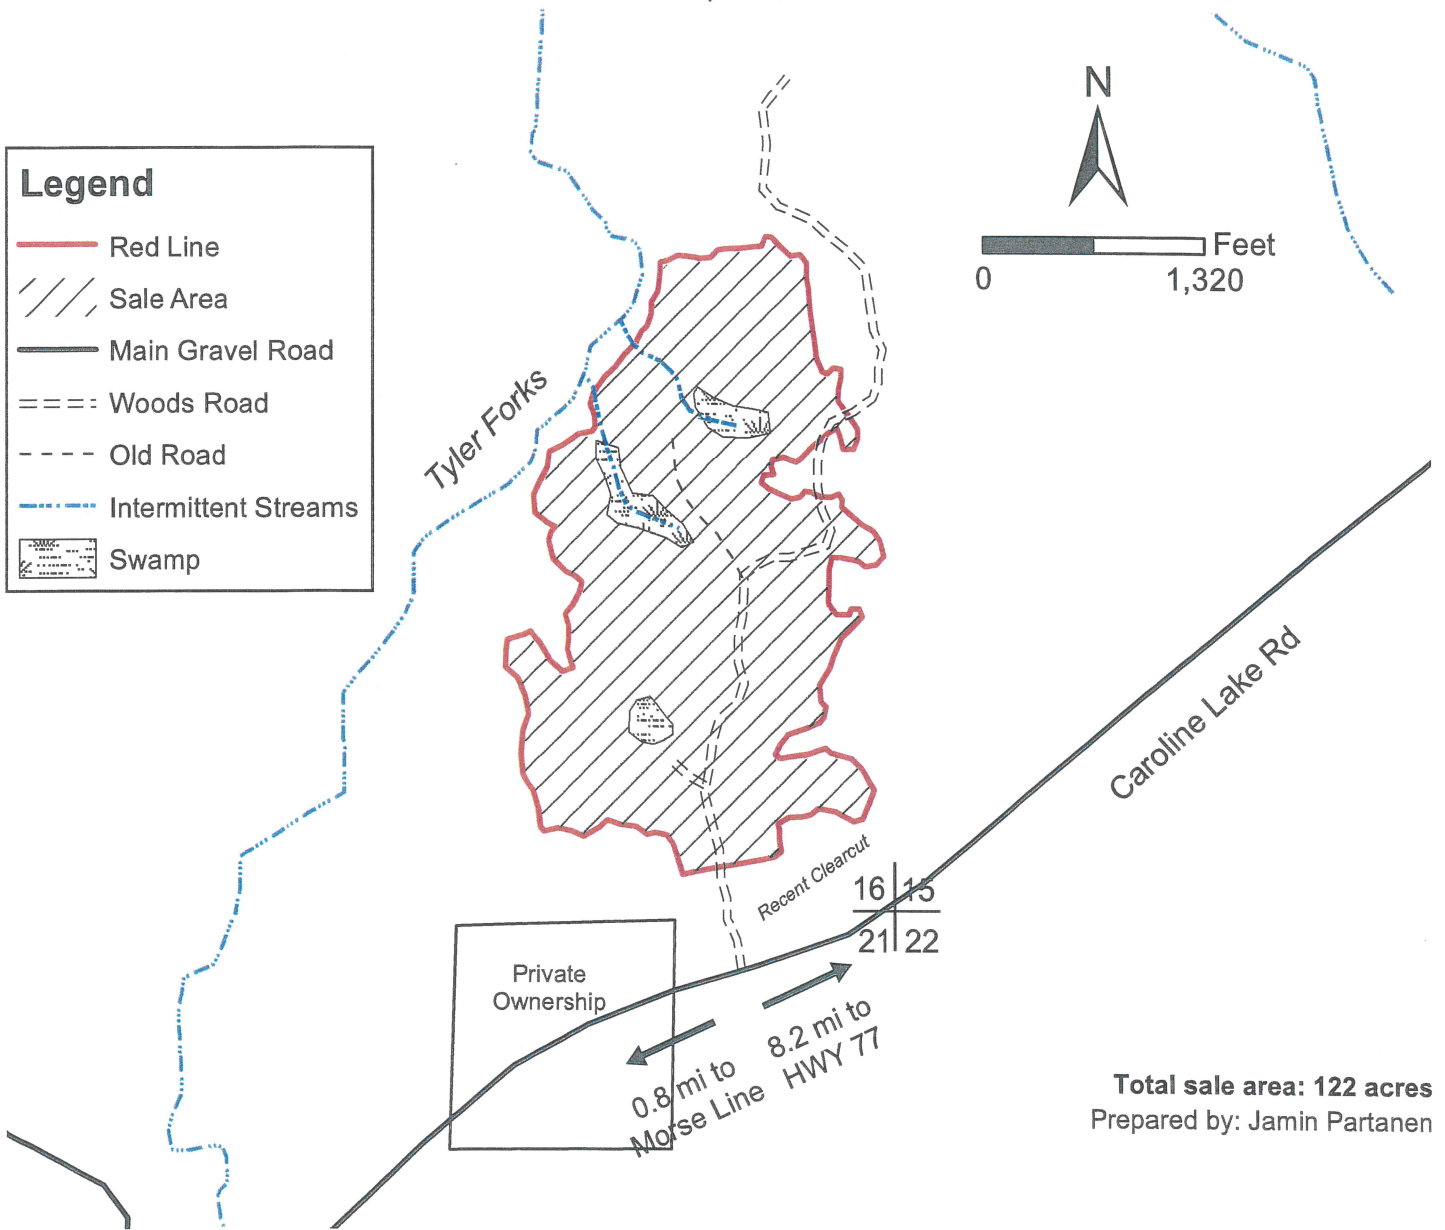 N
Feet
0
1,320
Legend
Red Line
Sale Area
Main Gravel Road
Woods Road
Old Road
Intermittent Streams
Swamp
Tyler Forks
Caroline Lake Rd
Recent Clearcut
16 15
21 22
Private
Ownership
8.2 mi to
HWY 77
0.8 mi to
Morse Line
Total sale area: 122 acres
Prepared by: Jamin Partanen